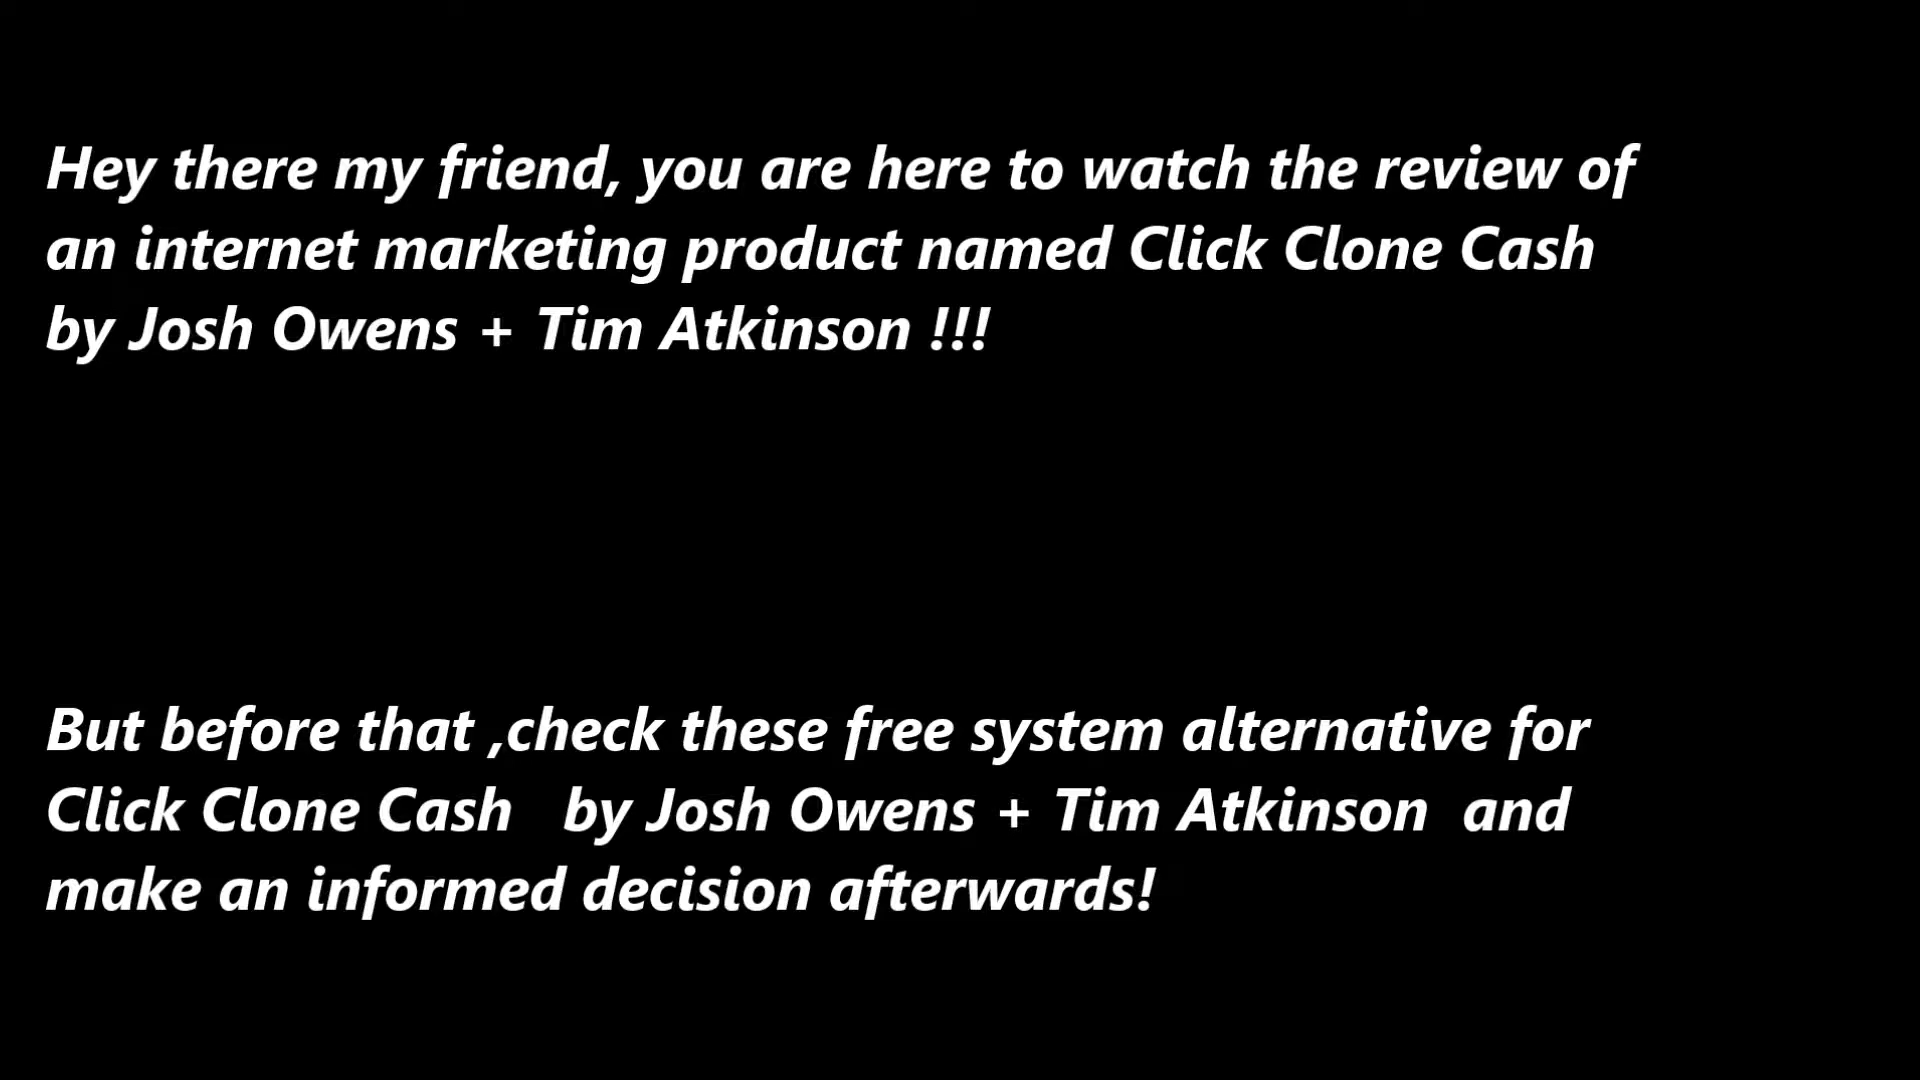 Hey there my friend, you are here to watch the review of
an internet marketing product named Click Clone Cash
by Josh Owens + Tim Atkinson !!!
But before that ,check these free system alternative for
Click Clone Cash   by Josh Owens + Tim Atkinson  and
make an informed decision afterwards!